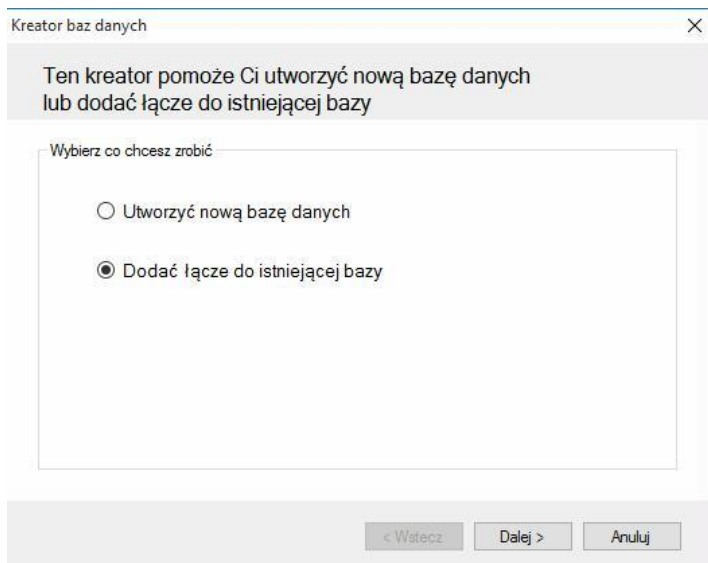 Kreator baz danych
Ten kreator pomoże Ci utworzyć nową bazę danych
lub dodać łącze do istniejącej bazy
Wybierz co chcesz zrobić
Utworzyć nową bazę danych
Dodać łącze do istniejącej bazy
< Wstecz
Dalej >
Anuluj